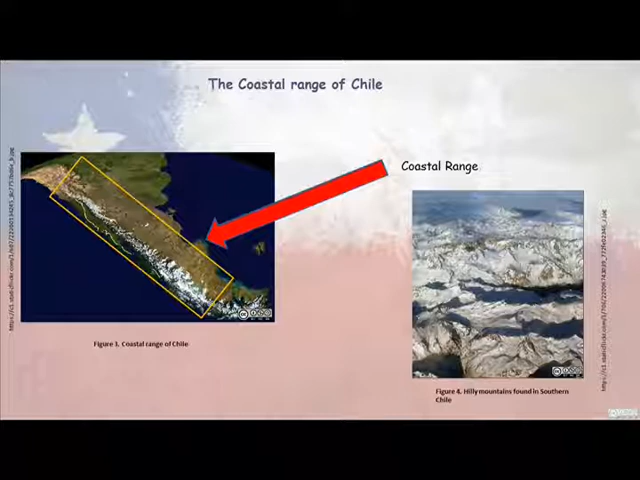 The Coastal range of Chile
Coastal Range
Figure 3. Coastal range of Chile
Figure 4. Hilly mountains found in Southern
Chile